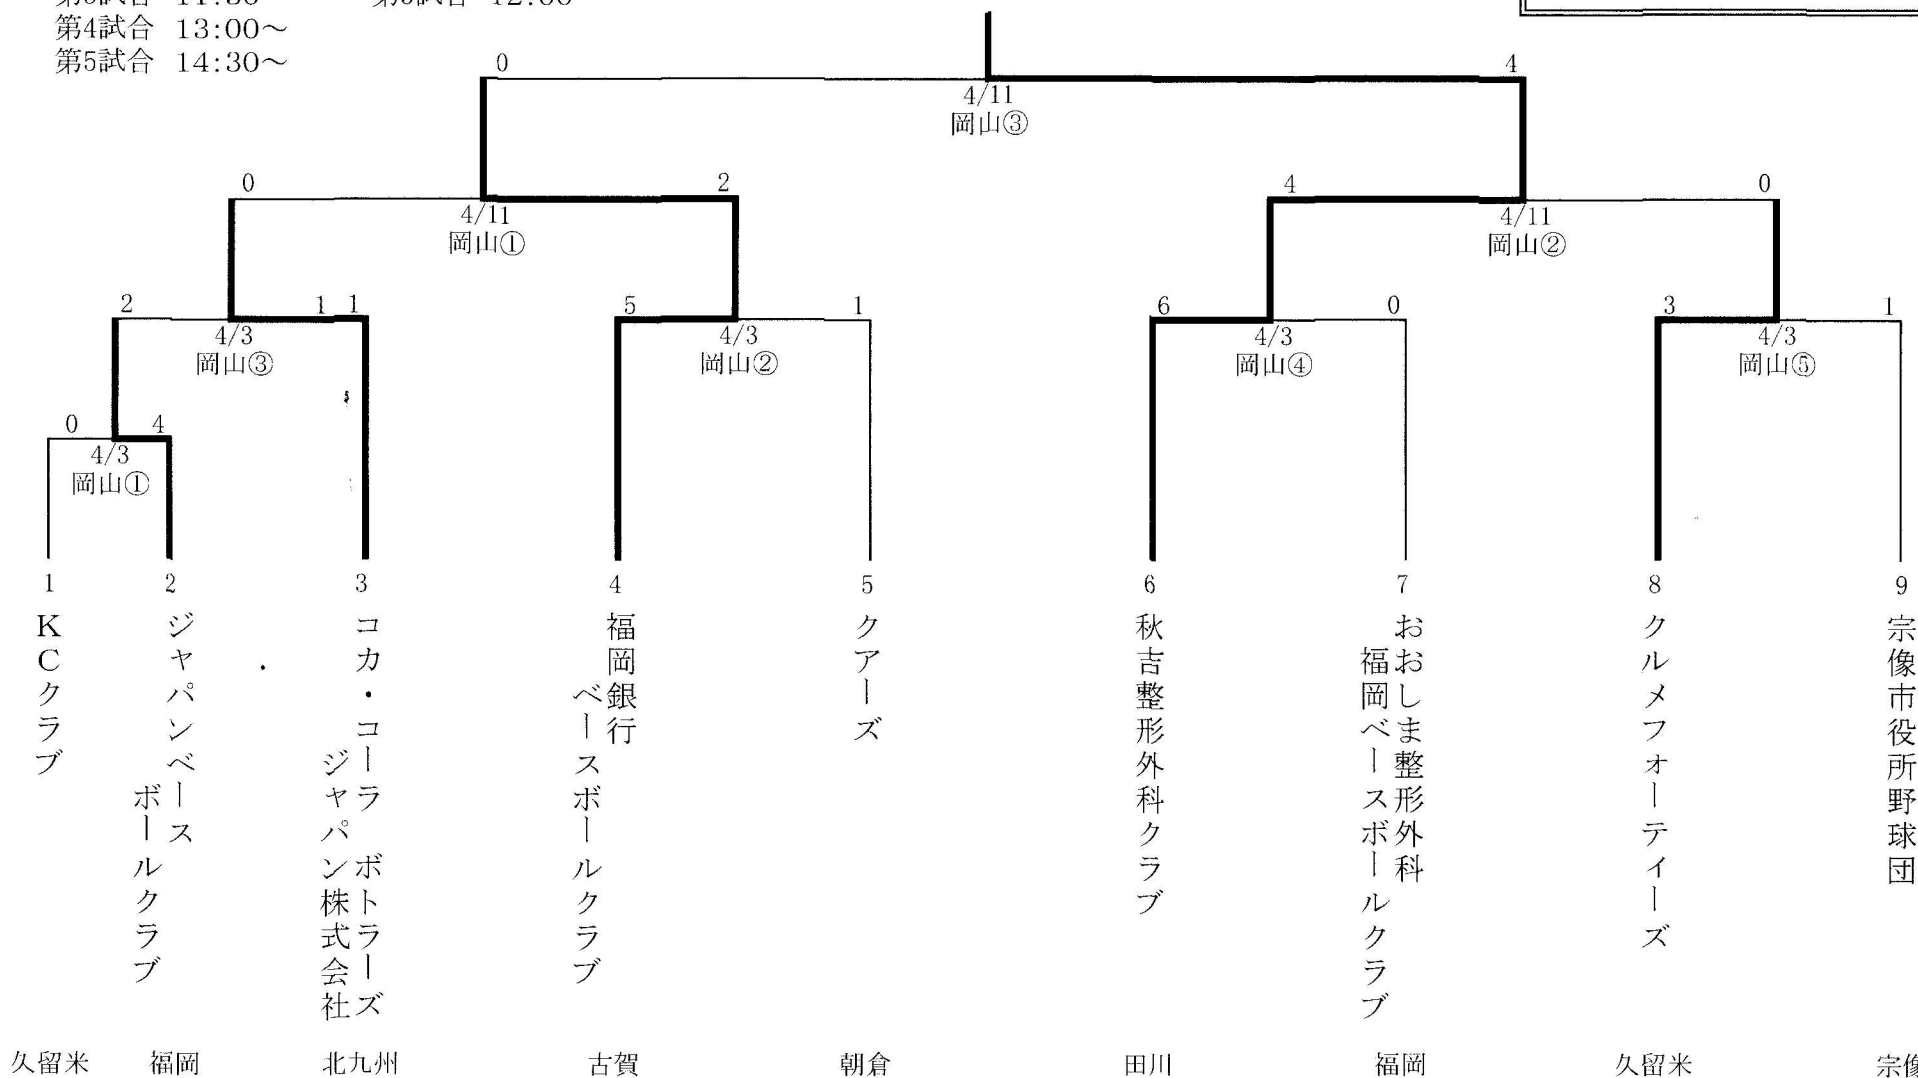 第4試合 13:00～
第5試合 14:30～
0
4
4/11
岡山③
0
2
4
0
4/11
岡山①
4/11
岡山②
2
1 1
5
1
6
0
3
1
4/3
岡山③
4/3
岡山②
4/3
岡山④
4/3
岡山⑤
0
4
4/3
岡山①
1
2
3
4
5
6
7
8
9
KCクラブ
ジャパンベース
ボールクラブ
コカ・コーラ ボトラーズ
ジャパン株式会社
福岡銀行
ベースボールクラブ
クアーズ
秋吉整形外科クラブ
おおしま整形外科
福岡ベースボールクラブ
クルメフォーティーズ
宗像市役所野球団
久留米
福岡
北九州
古賀
朝倉
田川
福岡
久留米
宗像